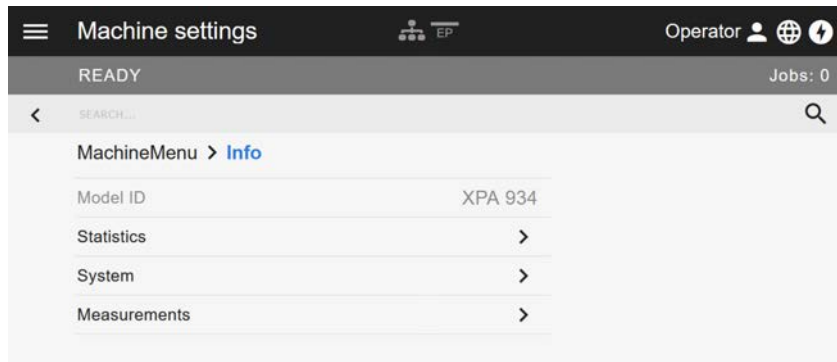 Machine settings EP Operator
READY Jobs: 0
SEARCH...
MachineMenu > Info
Model ID XPA 934
Statistics
System
Measurements